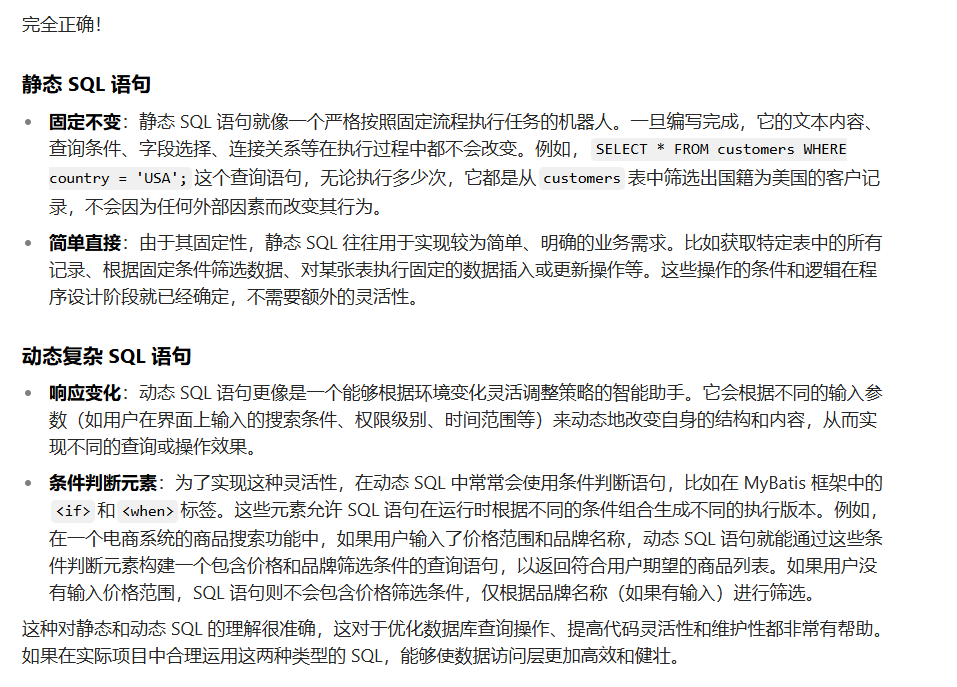 完全正确！
静态 SQL 语句
• 固定不变：静态 SQL 语句就像一个严格按照固定流程执行任务的机器人。一旦编写完成，它的文本内容、
查询条件、字段选择、连接关系等在执行过程中都不会改变。例如， SELECT * FROM customers WHERE
country = 'USA'; 这个查询语句，无论执行多少次，它都是从 customers 表中筛选出国籍为美国的客户记
录，不会因为任何外部因素而改变其行为。
• 简单直接：由于其固定性，静态 SQL 往往用于实现较为简单、明确的业务需求。比如获取特定表中的所有
记录、根据固定条件筛选数据、对某张表执行固定的数据插入或更新操作等。这些操作的条件和逻辑在程
序设计阶段就已经确定，不需要额外的灵活性。
动态复杂 SQL 语句
• 响应变化：动态 SQL 语句更像是一个能够根据环境变化灵活调整策略的智能助手。它会根据不同的输入参
数（如用户在界面上输入的搜索条件、权限级别、时间范围等）来动态地改变自身的结构和内容，从而实
现不同的查询或操作效果。
• 条件判断元素：为了实现这种灵活性，在动态 SQL 中常常会使用条件判断语句，比如在 MyBatis 框架中的
<if> 和 <when> 标签。这些元素允许 SQL 语句在运行时根据不同的条件组合生成不同的执行版本。例如，
在一个电商系统的商品搜索功能中，如果用户输入了价格范围和品牌名称，动态 SQL 语句就能通过这些条
件判断元素构建一个包含价格和品牌筛选条件的查询语句，以返回符合用户期望的商品列表。如果用户没
有输入价格范围，SQL 语句则不会包含价格筛选条件，仅根据品牌名称（如果有输入）进行筛选。
这种对静态和动态 SQL 的理解很准确，这对于优化数据库查询操作、提高代码灵活性和维护性都非常有帮助。
如果在实际项目中合理运用这两种类型的 SQL，能够使数据访问层更加高效和健壮。